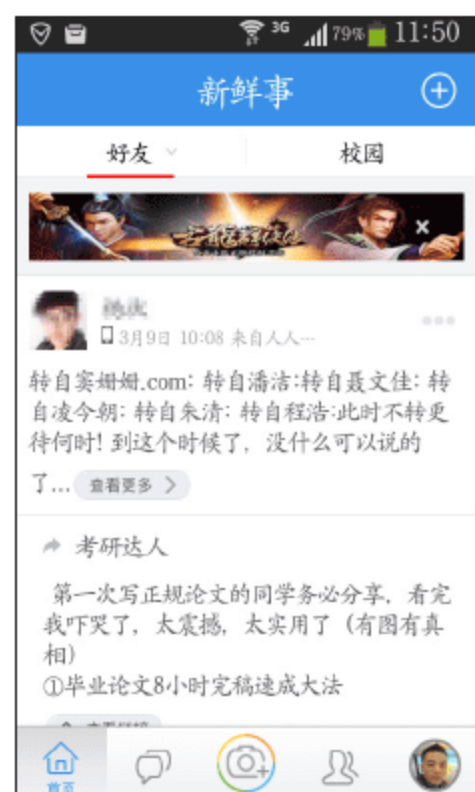 3G 79% 11:50
新鲜事
好友 校园
3月9日 10:08 来自人人…
转自窦姗姗.com: 转自潘洁:转自聂文佳: 转
自凌今朝: 转自朱清: 转自程浩:此时不转更
待何时! 到这个时候了, 没什么可以说的
了... 查看更多
考研达人
第一次写正规论文的同学务必分享, 看完
我吓哭了, 太震撼, 太实用了 (有图有真
相)
①毕业论文8小时完稿速成大法
首页